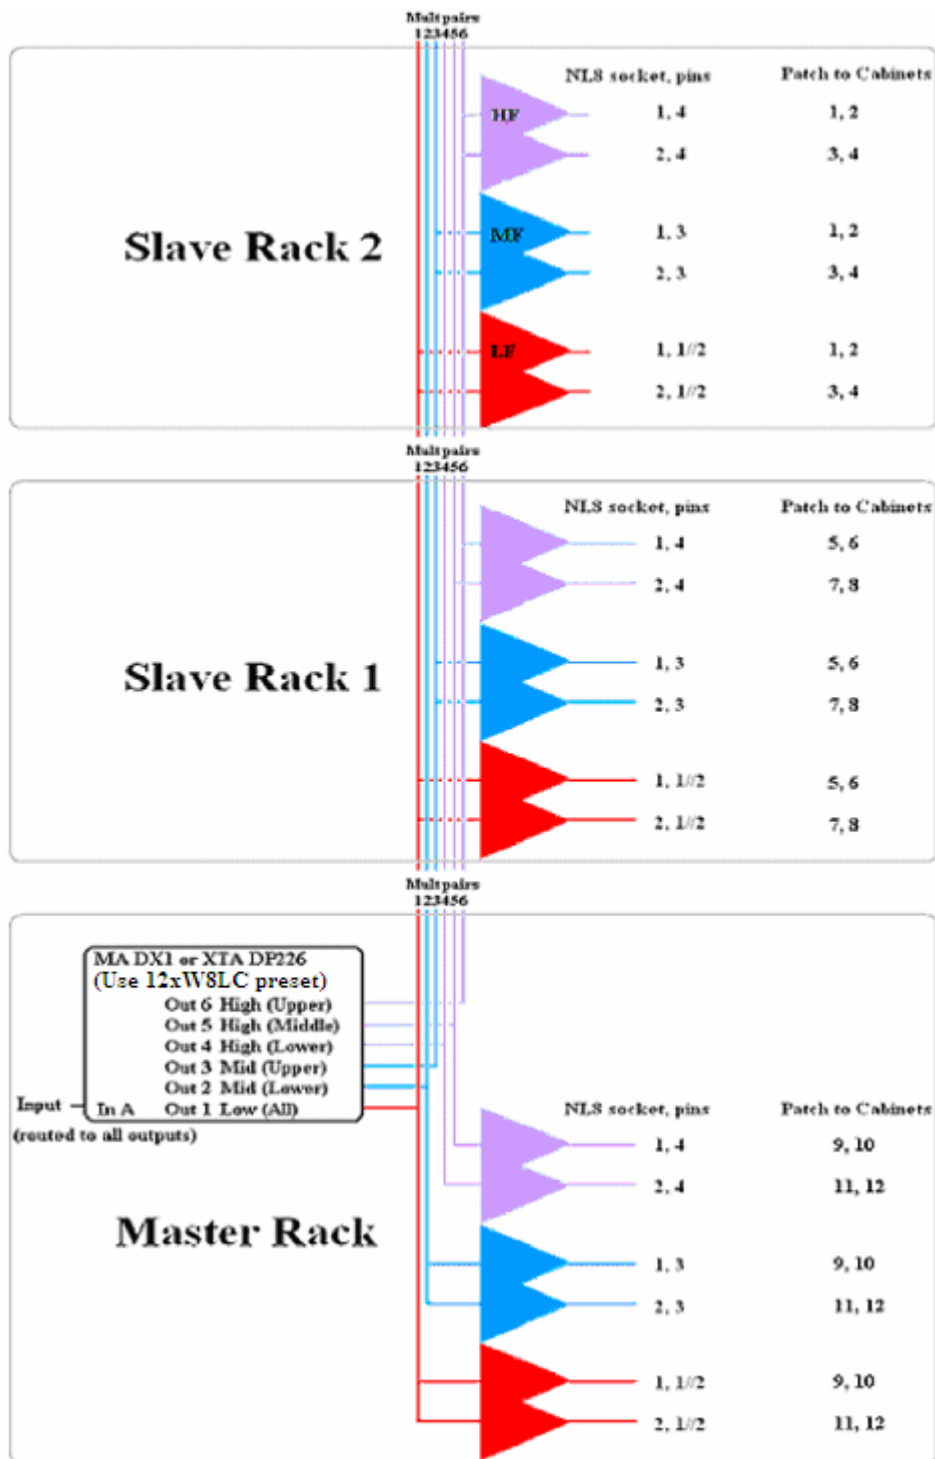 Mult pairs
123456
NL8 socket, pins Patch to Cabinets
HF 1, 4 1, 2
2, 4 3, 4
MF 1, 3 1, 2
Slave Rack 2
2, 3 3, 4
LF 1, 1//2 1, 2
2, 1//2 3, 4
Mult pairs
123456
NL8 socket, pins Patch to Cabinets
1, 4 5, 6
2, 4 7, 8
1, 3 5, 6
Slave Rack 1
2, 3 7, 8
1, 1//2 5, 6
2, 1//2 7, 8
Mult pairs
123456
MA DX1 or XTA DP226
(Use 12xW8LC preset)
Out 6 High (Upper)
Out 5 High (Middle)
Out 4 High (Lower)
Out 3 Mid (Upper)
Out 2 Mid (Lower)
Input In A Out 1 Low (All)
(routed to all outputs)
NL8 socket, pins Patch to Cabinets
1, 4 9, 10
2, 4 11, 12
Master Rack
1, 3 9, 10
2, 3 11, 12
1, 1//2 9, 10
2, 1//2 11, 12